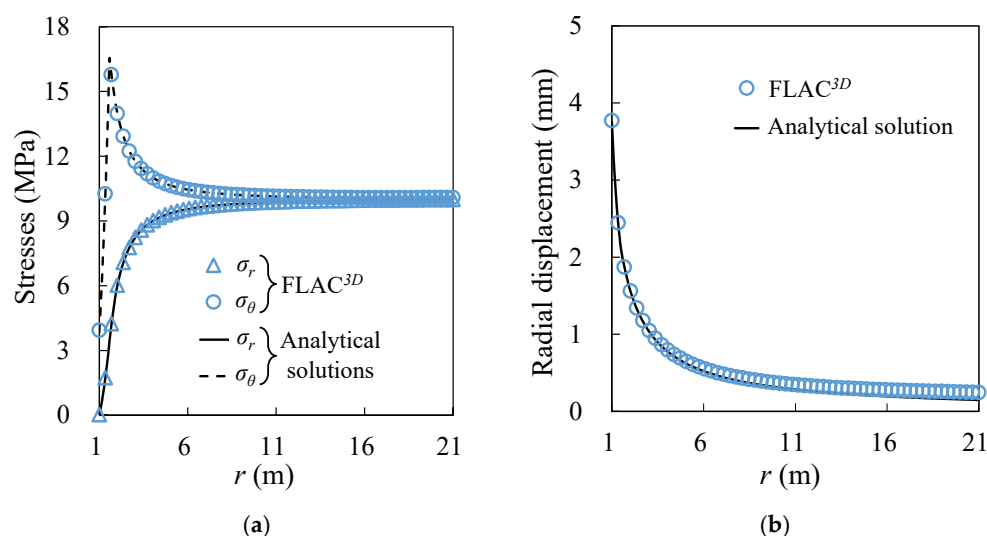 18
15
12
9
6
3
0
Stresses (MPa)
σr
σθ
FLAC3D
σr
σθ
Analytical
solutions
1 6 11 16 21
r (m)
(a)
5
4
3
2
1
0
Radial displacement (mm)
FLAC3D
Analytical solution
1 6 11 16 21
r (m)
(b)